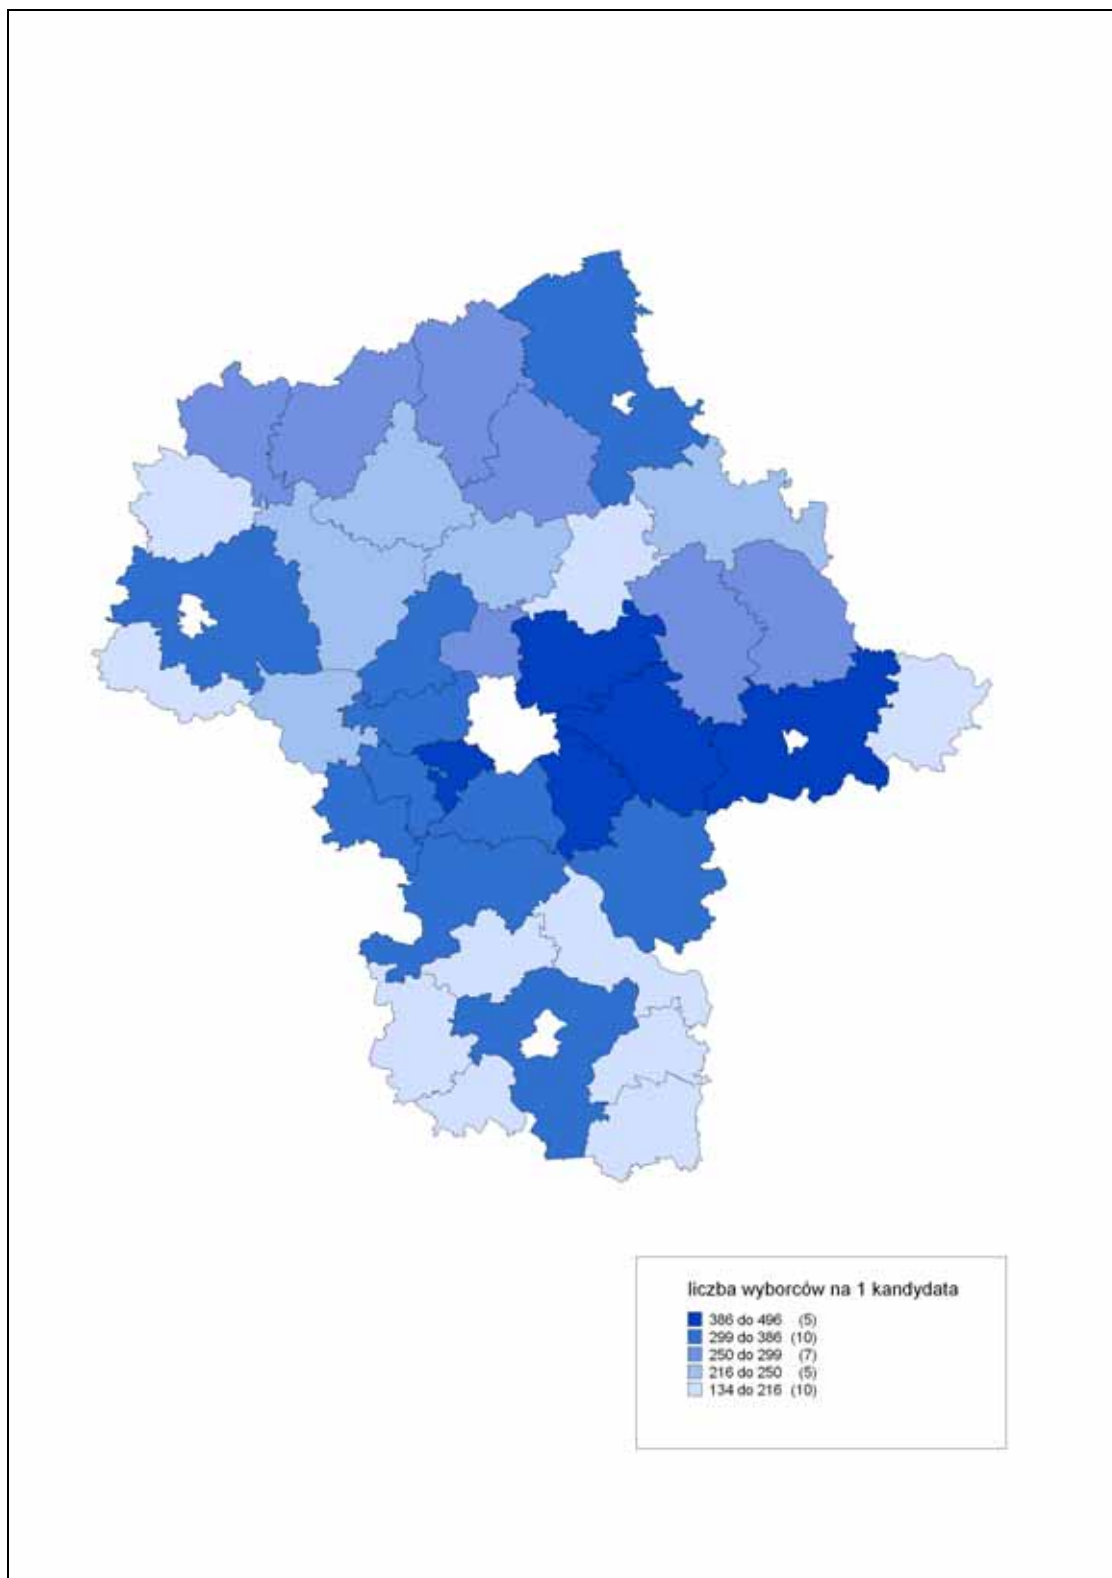 liczba wyborców na 1 kandydata
386 do 496 (5)
299 do 386 (10)
250 do 299 (7)
216 do 250 (5)
134 do 216 (10)